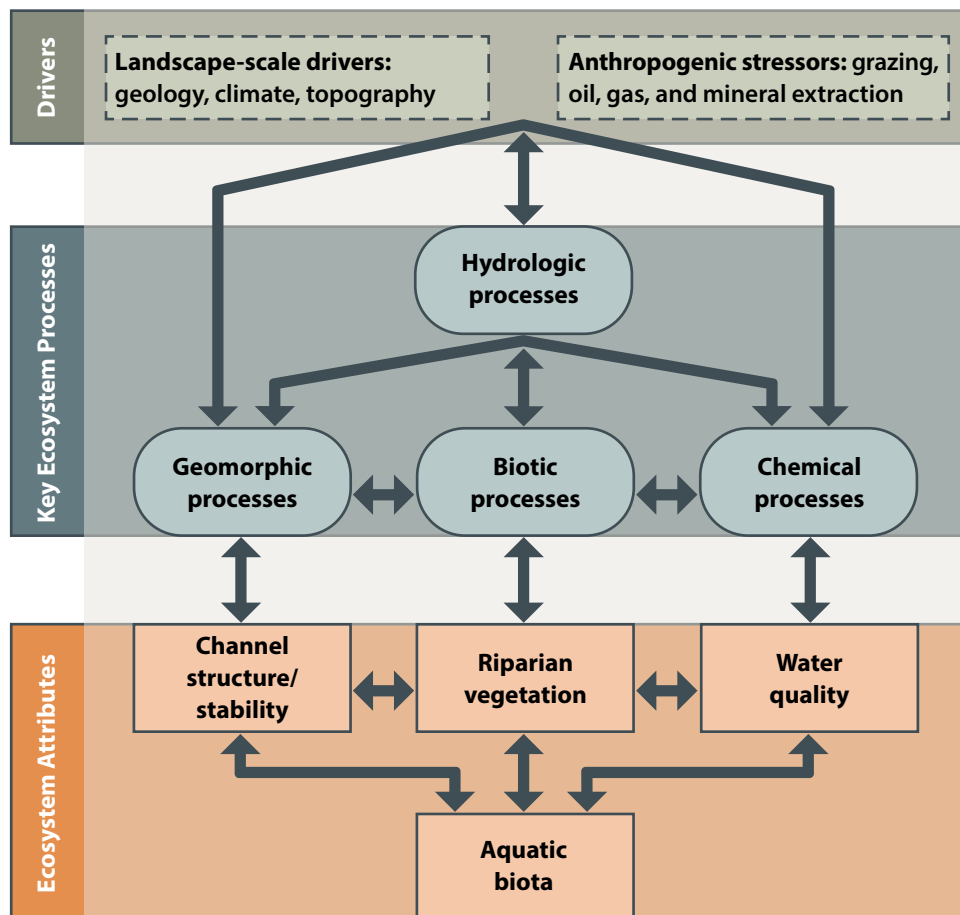 Drivers
Landscape-scale drivers:
geology, climate, topography
Anthropogenic stressors: grazing,
oil, gas, and mineral extraction
Key Ecosystem Processes
Hydrologic
processes
Geomorphic
processes
Biotic
processes
Chemical
processes
Ecosystem Attributes
Channel
structure/
stability
Riparian
vegetation
Water
quality
Aquatic
biota